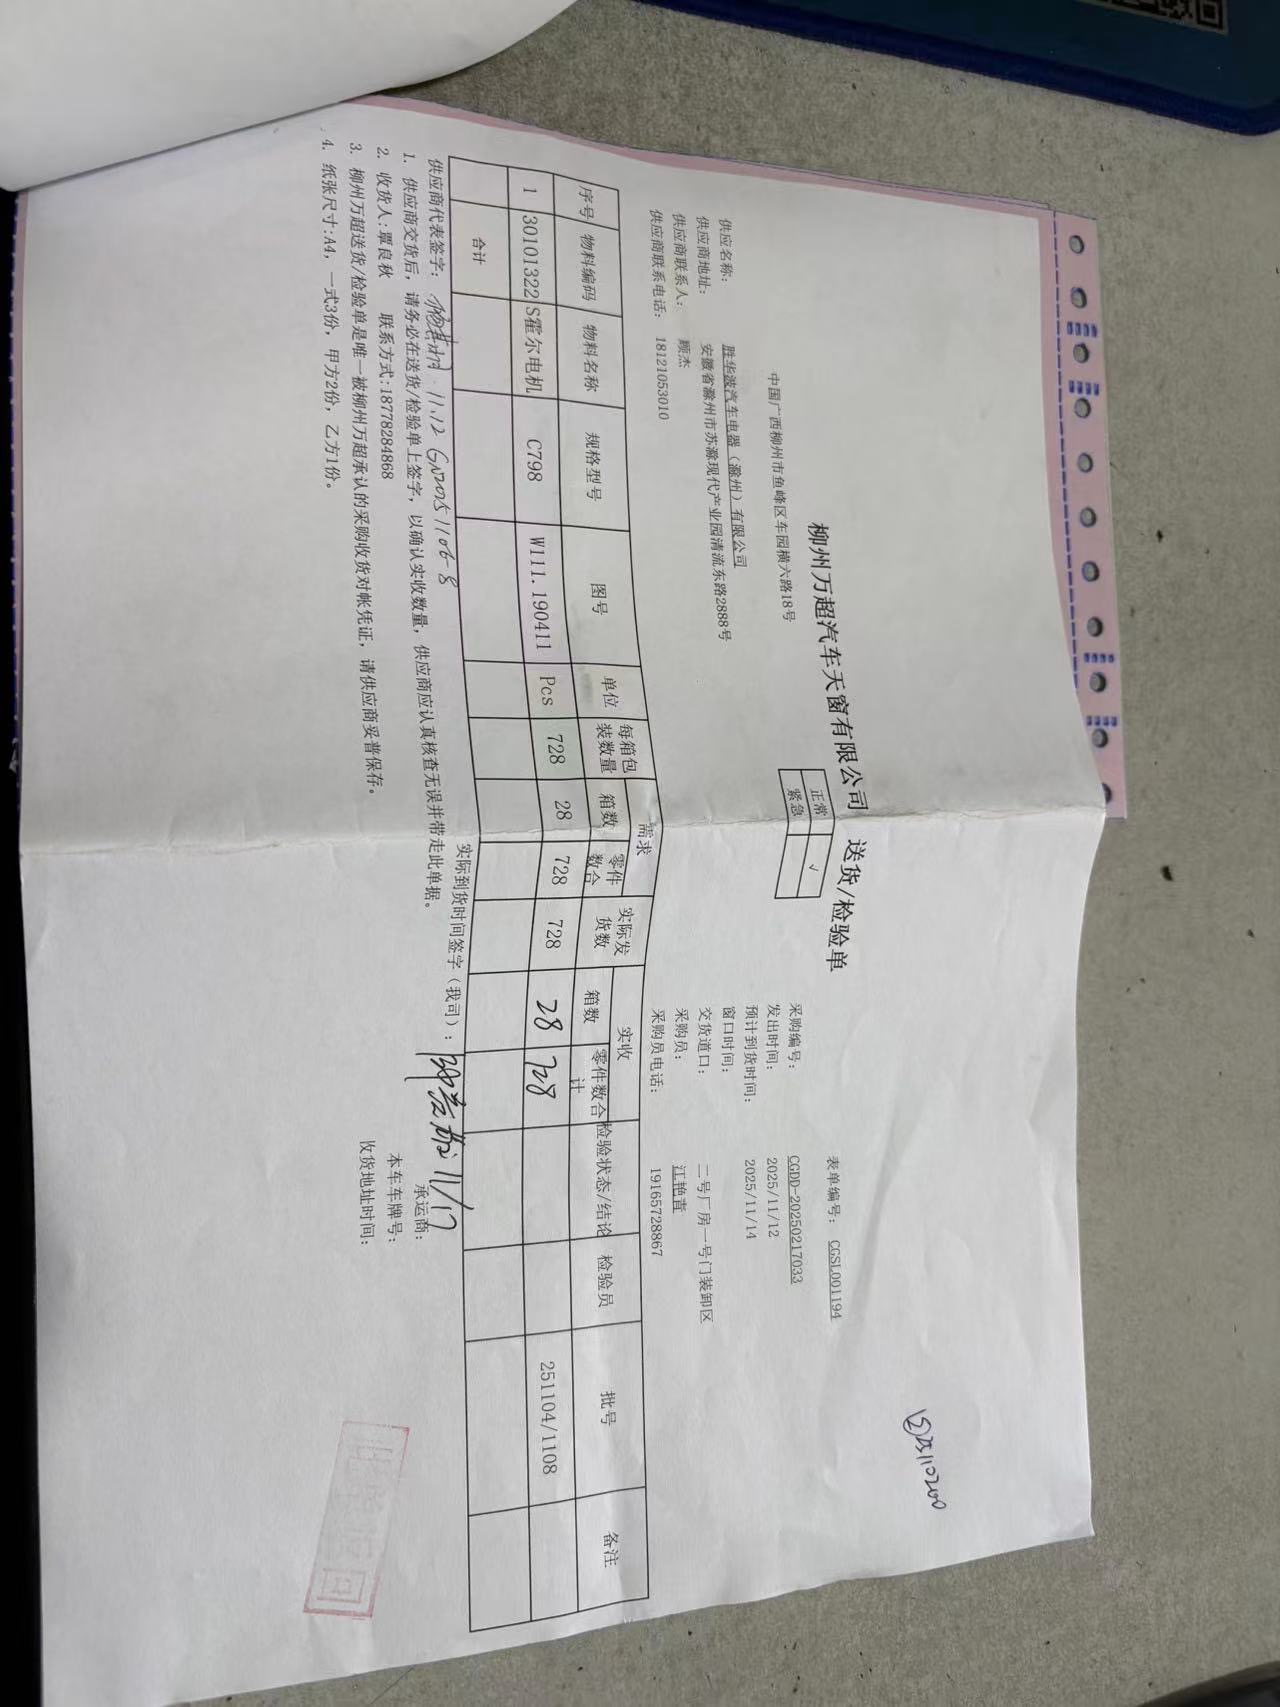 柳州万超汽车天窗有限公司 送货/检验单
中国广西柳州市鱼峰区车园横六路18号
正常 √
紧急
表单编号: CGSL001194
供应名称: 胜华波汽车电器（滁州）有限公司
供应商地址: 安徽省滁州市苏滁现代产业园清流东路2888号
供应商联系人: 顾杰
供应商联系电话: 18121053010
采购编号: CGDD-20250217033
发出时间: 2025/11/12
预计到货时间: 2025/11/14
窗口时间:
交货道口: 二号厂房一号门装卸区
采购员: 江艳萱
采购员电话: 19165728867
序号 物料编码 物料名称 规格型号 图号 单位 每箱包装数量 需求 箱数 零件数合 实际发货数 实收 箱数 零件数合计 检验状态/结论 检验员 批号 备注
1 30101322 S霍尔电机 C798 W111.190411 Pcs 728 28 728 728 28 728 251104/1108
合计
供应商代表签字: 11.12 G20251106-8
实际到货时间签字（我司）: 11/17
1. 供应商交货后，请务必在送货/检验单上签字，以确认实收数量，供应商应认真核查无误并带走此单据。
2. 收货人:覃良秋 联系方式:18778284868
3. 柳州万超送货/检验单是唯一被柳州万超承认的采购收货对帐凭证，请供应商妥善保存。
4. 纸张尺寸:A4，一式3份，甲方2份，乙方1份。
承运商:
本车车牌号:
收货地址时间:
此单返回